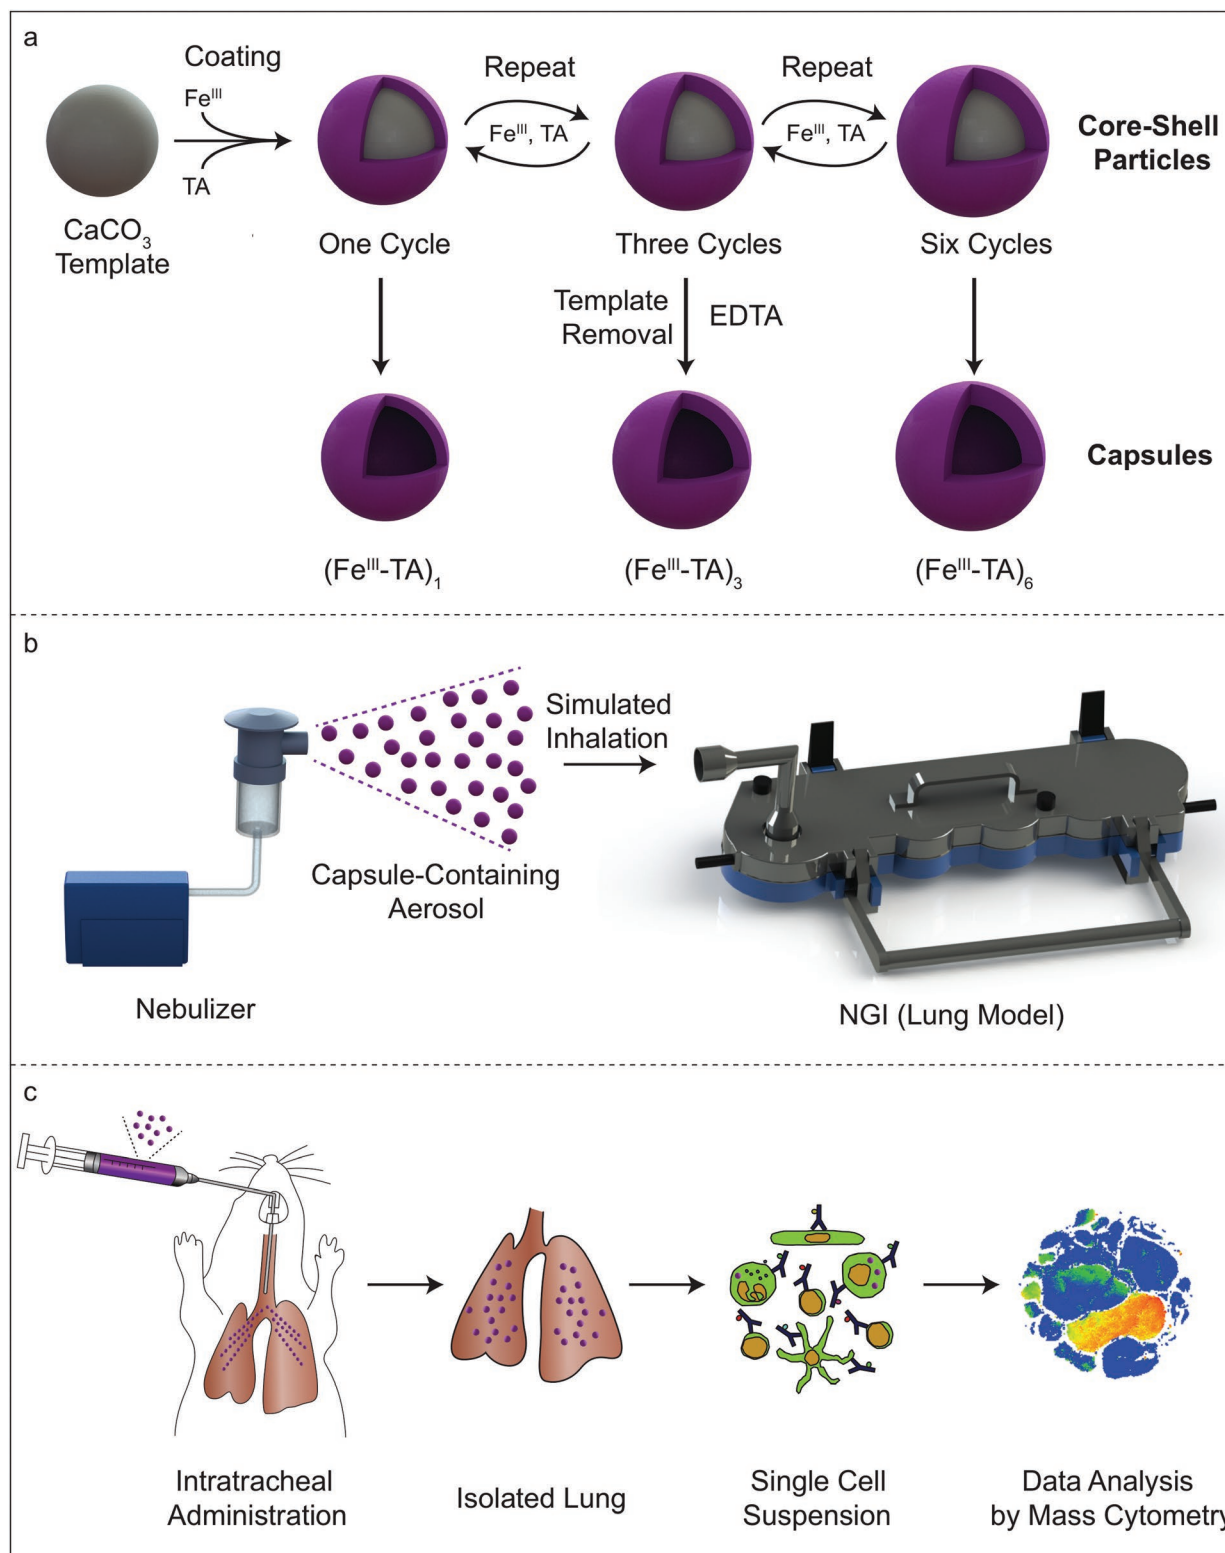 a
Coating
Fe^III
TA
CaCO₃
Template
Repeat
Fe^III, TA
Repeat
Fe^III, TA
Core-Shell
Particles
One Cycle
Three Cycles
Six Cycles
Template
Removal
EDTA
Capsules
(Fe^III-TA)₁
(Fe^III-TA)₃
(Fe^III-TA)₆
b
Simulated
Inhalation
Capsule-Containing
Aerosol
Nebulizer
NGI (Lung Model)
c
Intratracheal
Administration
Isolated Lung
Single Cell
Suspension
Data Analysis
by Mass Cytometry